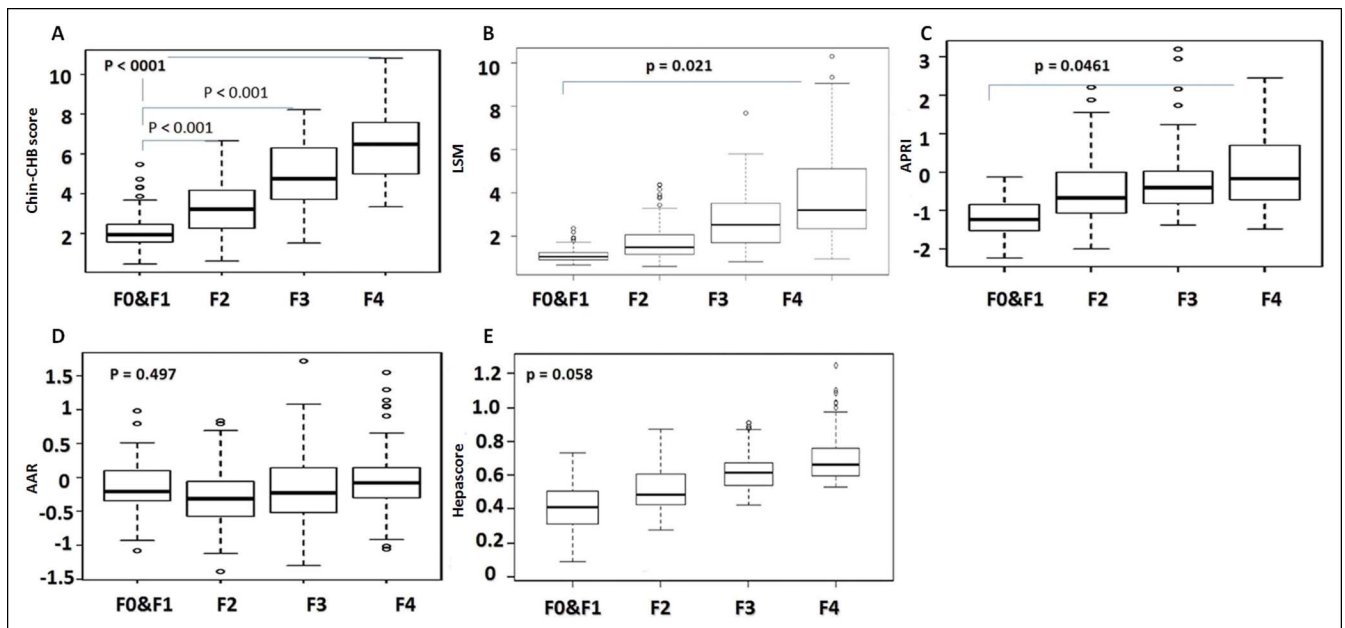 A
Chin-CHB score
10
8
6
4
2
P < 0001
P < 0.001
P < 0.001
F0&F1 F2 F3 F4
B
LSM
10
8
6
4
2
p = 0.021
F0&F1 F2 F3 F4
C
APRI
3
2
1
0
-1
-2
p = 0.0461
F0&F1 F2 F3 F4
D
AAR
1.5
1
0.5
0
-0.5
-1
-1.5
P = 0.497
F0&F1 F2 F3 F4
E
Hepascore
1.2
1.0
0.8
0.6
0.4
0.2
0
p = 0.058
F0&F1 F2 F3 F4